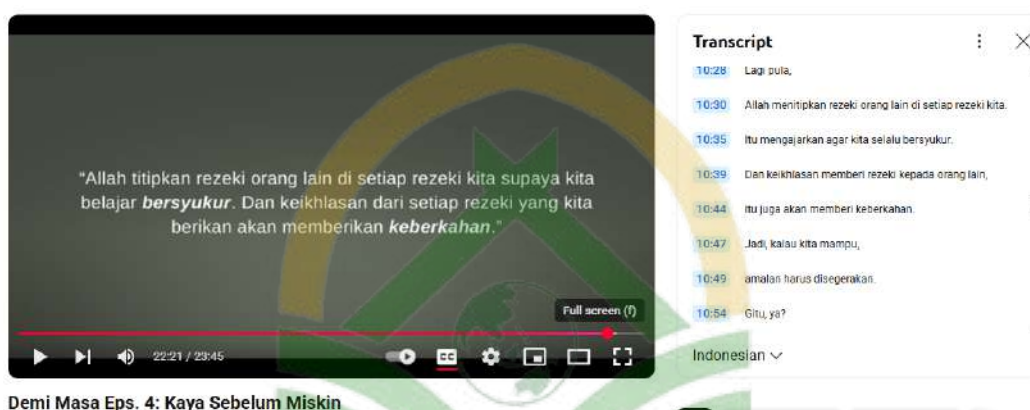 "Allah titipkan rezeki orang lain di setiap rezeki kita supaya kita
belajar bersyukur. Dan keikhlasan dari setiap rezeki yang kita
berikan akan memberikan keberkahan."
Full screen (f)
22:21 / 23:45
CC
Demi Masa Eps. 4: Kaya Sebelum Miskin
Transcript
10:28 Lagi pula,
10:30 Allah menitipkan rezeki orang lain di setiap rezeki kita.
10:35 Itu mengajarkan agar kita selalu bersyukur.
10:39 Dan keikhlasan memberi rezeki kepada orang lain,
10:44 itu juga akan memberi keberkahan.
10:47 Jadi, kalau kita mampu,
10:49 amalan harus disegerakan.
10:54 Gitu, ya?
Indonesian